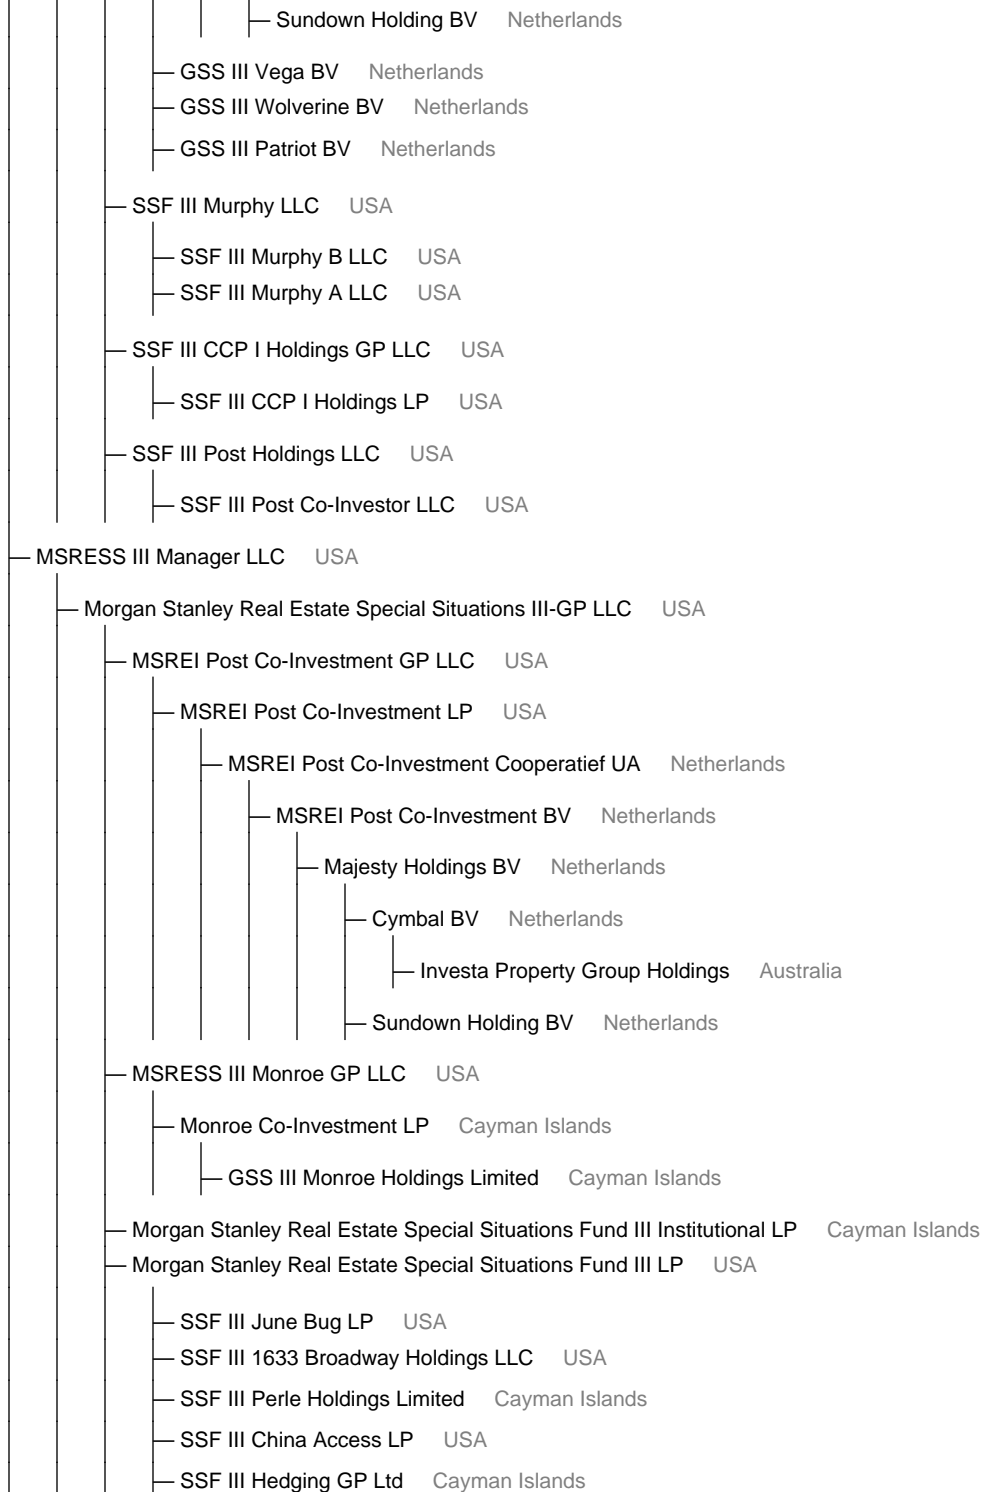 Sundown Holding BV Netherlands
GSS III Vega BV Netherlands
GSS III Wolverine BV Netherlands
GSS III Patriot BV Netherlands
SSF III Murphy LLC USA
SSF III Murphy B LLC USA
SSF III Murphy A LLC USA
SSF III CCP I Holdings GP LLC USA
SSF III CCP I Holdings LP USA
SSF III Post Holdings LLC USA
SSF III Post Co-Investor LLC USA
MSRESS III Manager LLC USA
Morgan Stanley Real Estate Special Situations III-GP LLC USA
MSREI Post Co-Investment GP LLC USA
MSREI Post Co-Investment LP USA
MSREI Post Co-Investment Cooperatief UA Netherlands
MSREI Post Co-Investment BV Netherlands
Majesty Holdings BV Netherlands
Cymbal BV Netherlands
Investa Property Group Holdings Australia
Sundown Holding BV Netherlands
MSRESS III Monroe GP LLC USA
Monroe Co-Investment LP Cayman Islands
GSS III Monroe Holdings Limited Cayman Islands
Morgan Stanley Real Estate Special Situations Fund III Institutional LP Cayman Islands
Morgan Stanley Real Estate Special Situations Fund III LP USA
SSF III June Bug LP USA
SSF III 1633 Broadway Holdings LLC USA
SSF III Perle Holdings Limited Cayman Islands
SSF III China Access LP USA
SSF III Hedging GP Ltd Cayman Islands